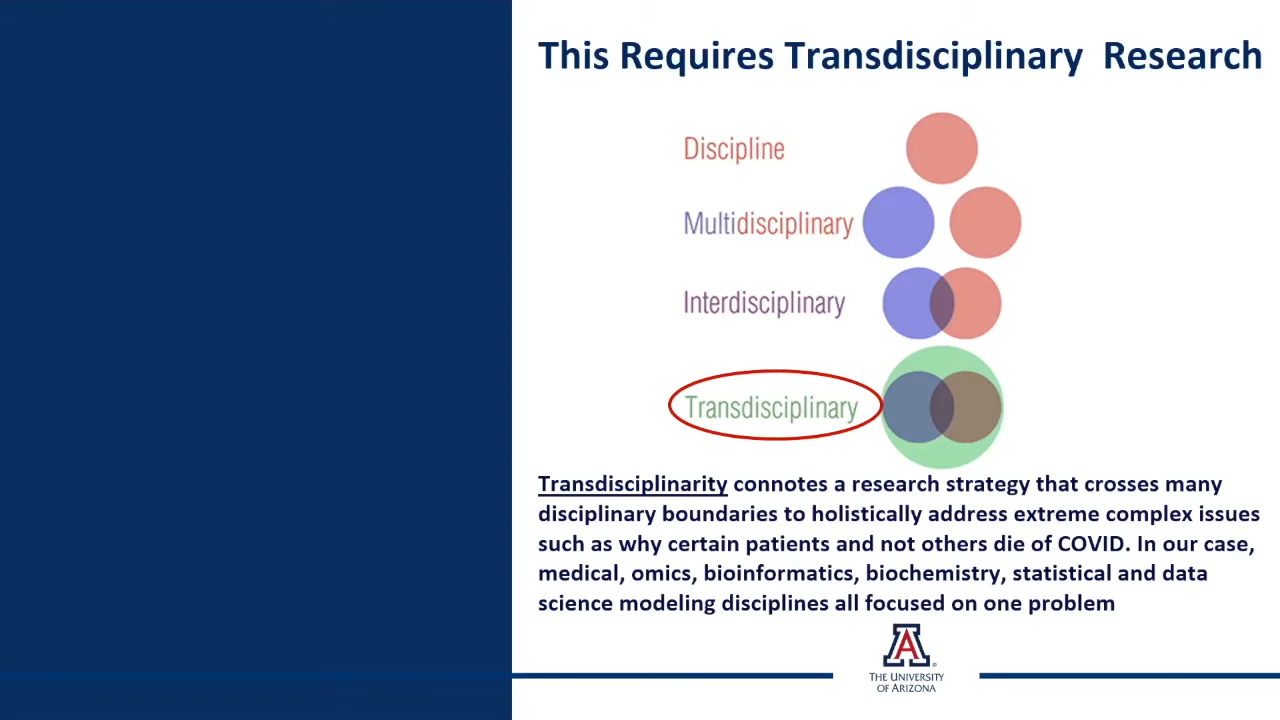 This Requires Transdisciplinary Research
Discipline
Multidisciplinary
Interdisciplinary
Transdisciplinary
Transdisciplinarity connotes a research strategy that crosses many
disciplinary boundaries to holistically address extreme complex issues
such as why certain patients and not others die of COVID. In our case,
medical, omics, bioinformatics, biochemistry, statistical and data
science modeling disciplines all focused on one problem
A
THE UNIVERSITY
OF ARIZONA